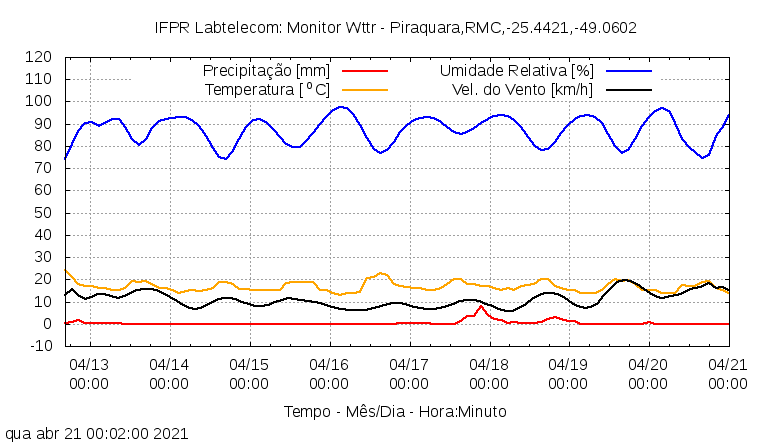 IFPR Labtelecom: Monitor Wttr - Piraquara,RMC,-25.4421,-49.0602
Precipitação [mm] Umidade Relativa [%]
Temperatura [ ⁰C] Vel. do Vento [km/h]
120
110
100
90
80
70
60
50
40
30
20
10
0
-10
04/13 04/14 04/15 04/16 04/17 04/18 04/19 04/20 04/21
00:00 00:00 00:00 00:00 00:00 00:00 00:00 00:00 00:00
Tempo - Mês/Dia - Hora:Minuto
qua abr 21 00:02:00 2021